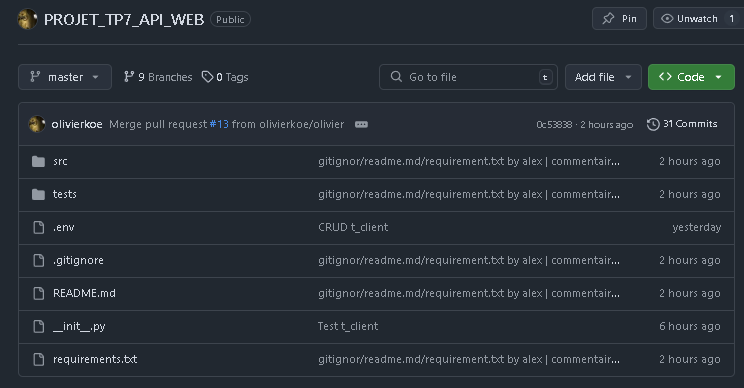 PROJET_TP7_API_WEB Public Pin Unwatch 1
master 9 Branches 0 Tags Go to file t Add file Code
olivierkoe Merge pull request #13 from olivierkoe/olivier 0c53838 · 2 hours ago 31 Commits
src gitignor/readme.md/requirement.txt by alex | commentair... 2 hours ago
tests gitignor/readme.md/requirement.txt by alex | commentair... 2 hours ago
.env CRUD t_client yesterday
.gitignore gitignor/readme.md/requirement.txt by alex | commentair... 2 hours ago
README.md gitignor/readme.md/requirement.txt by alex | commentair... 2 hours ago
__init__.py Test t_client 6 hours ago
requirements.txt gitignor/readme.md/requirement.txt by alex | commentair... 2 hours ago